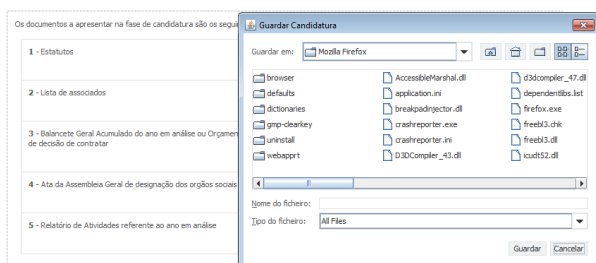 Os documentos a apresentar na fase de candidatura são os
1 - Estatutos
2 - Lista de associados
3 - Balancete Geral Acumulado do ano em análise ou
de decisão de contratar
4 - Ata da Assembleia Geral de designação dos orgãos sociais
5 - Relatório de Atividades referente ao ano em análise
Guardar Candidatura
Guardar em: Mozilla Firefox
browser AccessibleMarshal.dll d3dcompiler_47.dll
defaults application.ini dependentlibs.list
dictionaries breakpadinjector.dll firefox.exe
gmp-clearkey crashreporter.exe freebl3.chk
uninstall crashreporter.ini freebl3.dll
webapprt D3DCompiler_43.dll icudt52.dll
Nome do ficheiro:
Tipo do ficheiro: All Files
Guardar Cancelar